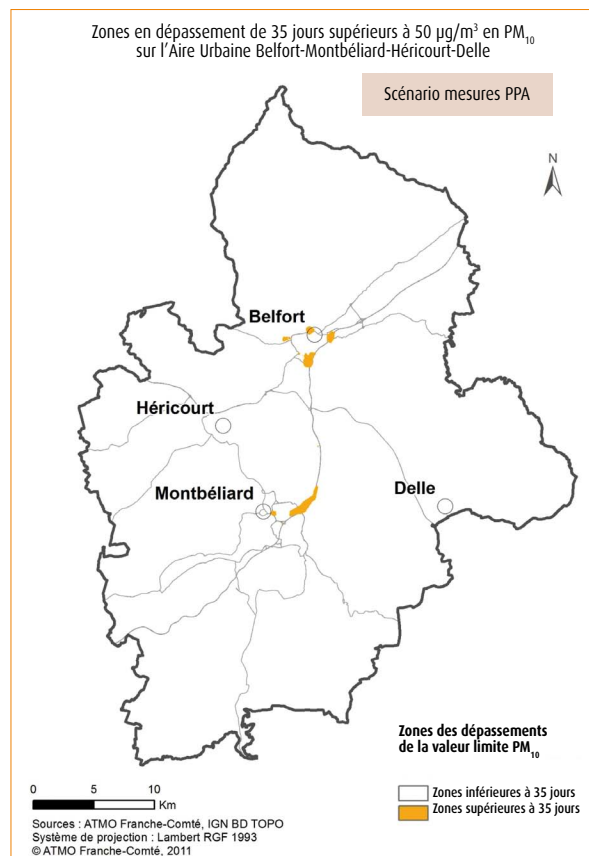 Zones en dépassement de 35 jours supérieurs à 50 µg/m³ en PM₁₀
sur l'Aire Urbaine Belfort-Montbéliard-Héricourt-Delle
Scénario mesures PPA
N
Belfort
Héricourt
Montbéliard
Delle
Zones des dépassements
de la valeur limite PM₁₀
Zones inférieures à 35 jours
Zones supérieures à 35 jours
0 5 10
Km
Sources : ATMO Franche-Comté, IGN BD TOPO
Système de projection : Lambert RGF 1993
© ATMO Franche-Comté, 2011